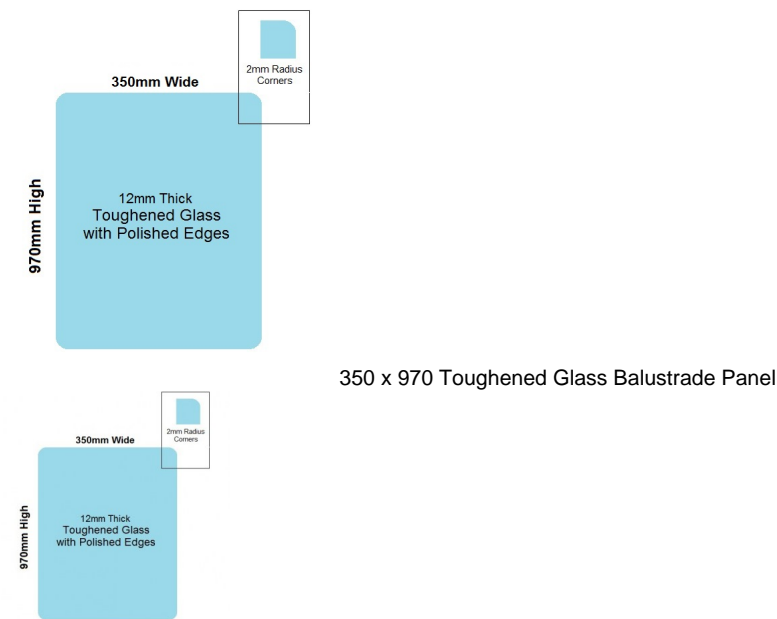 2mm Radius
Corners
350mm Wide
970mm High
12mm Thick
Toughened Glass
with Polished Edges
350 x 970 Toughened Glass Balustrade Panel
2mm Radius
Corners
350mm Wide
970mm High
12mm Thick
Toughened Glass
with Polished Edges